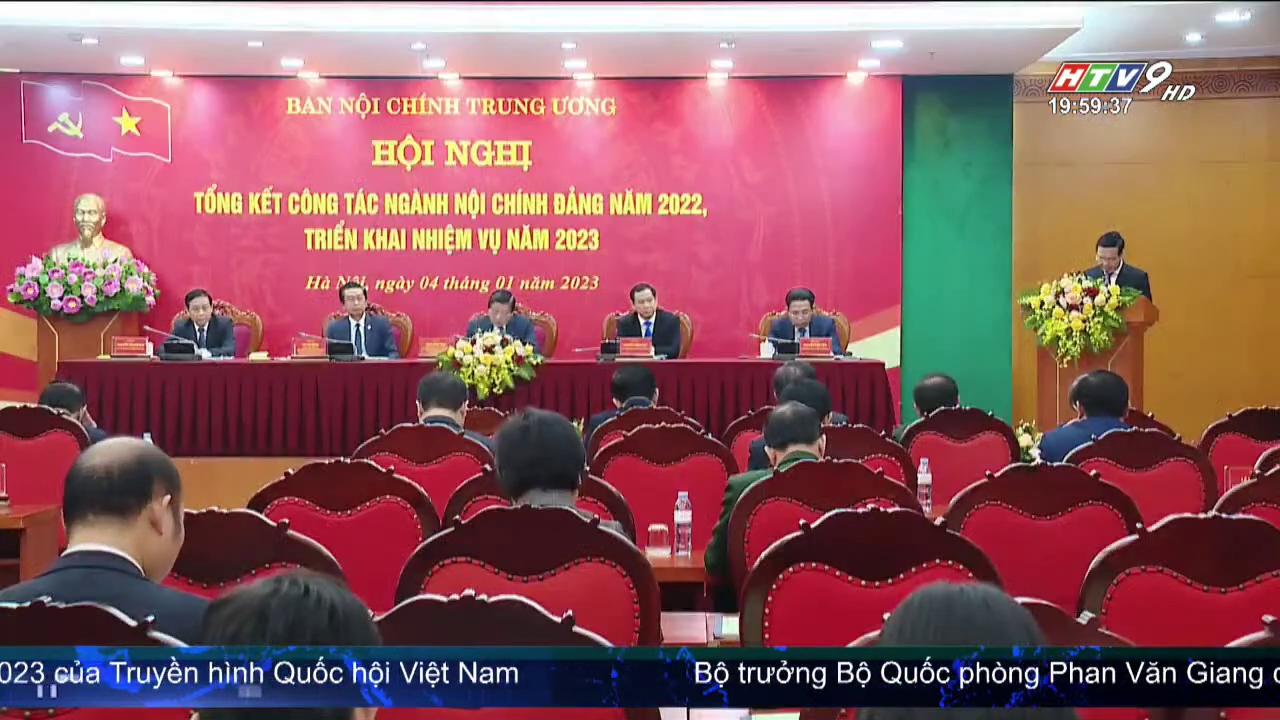 HTV9 HD
19:59:37
BAN NỘI CHÍNH TRUNG ƯƠNG
HỘI NGHỊ
TỔNG KẾT CÔNG TÁC NGÀNH NỘI CHÍNH ĐẢNG NĂM 2022,
TRIỂN KHAI NHIỆM VỤ NĂM 2023
Hà Nội, ngày 04 tháng 01 năm 2023
023 của Truyền hình Quốc hội Việt Nam Bộ trưởng Bộ Quốc phòng Phan Văn Giang